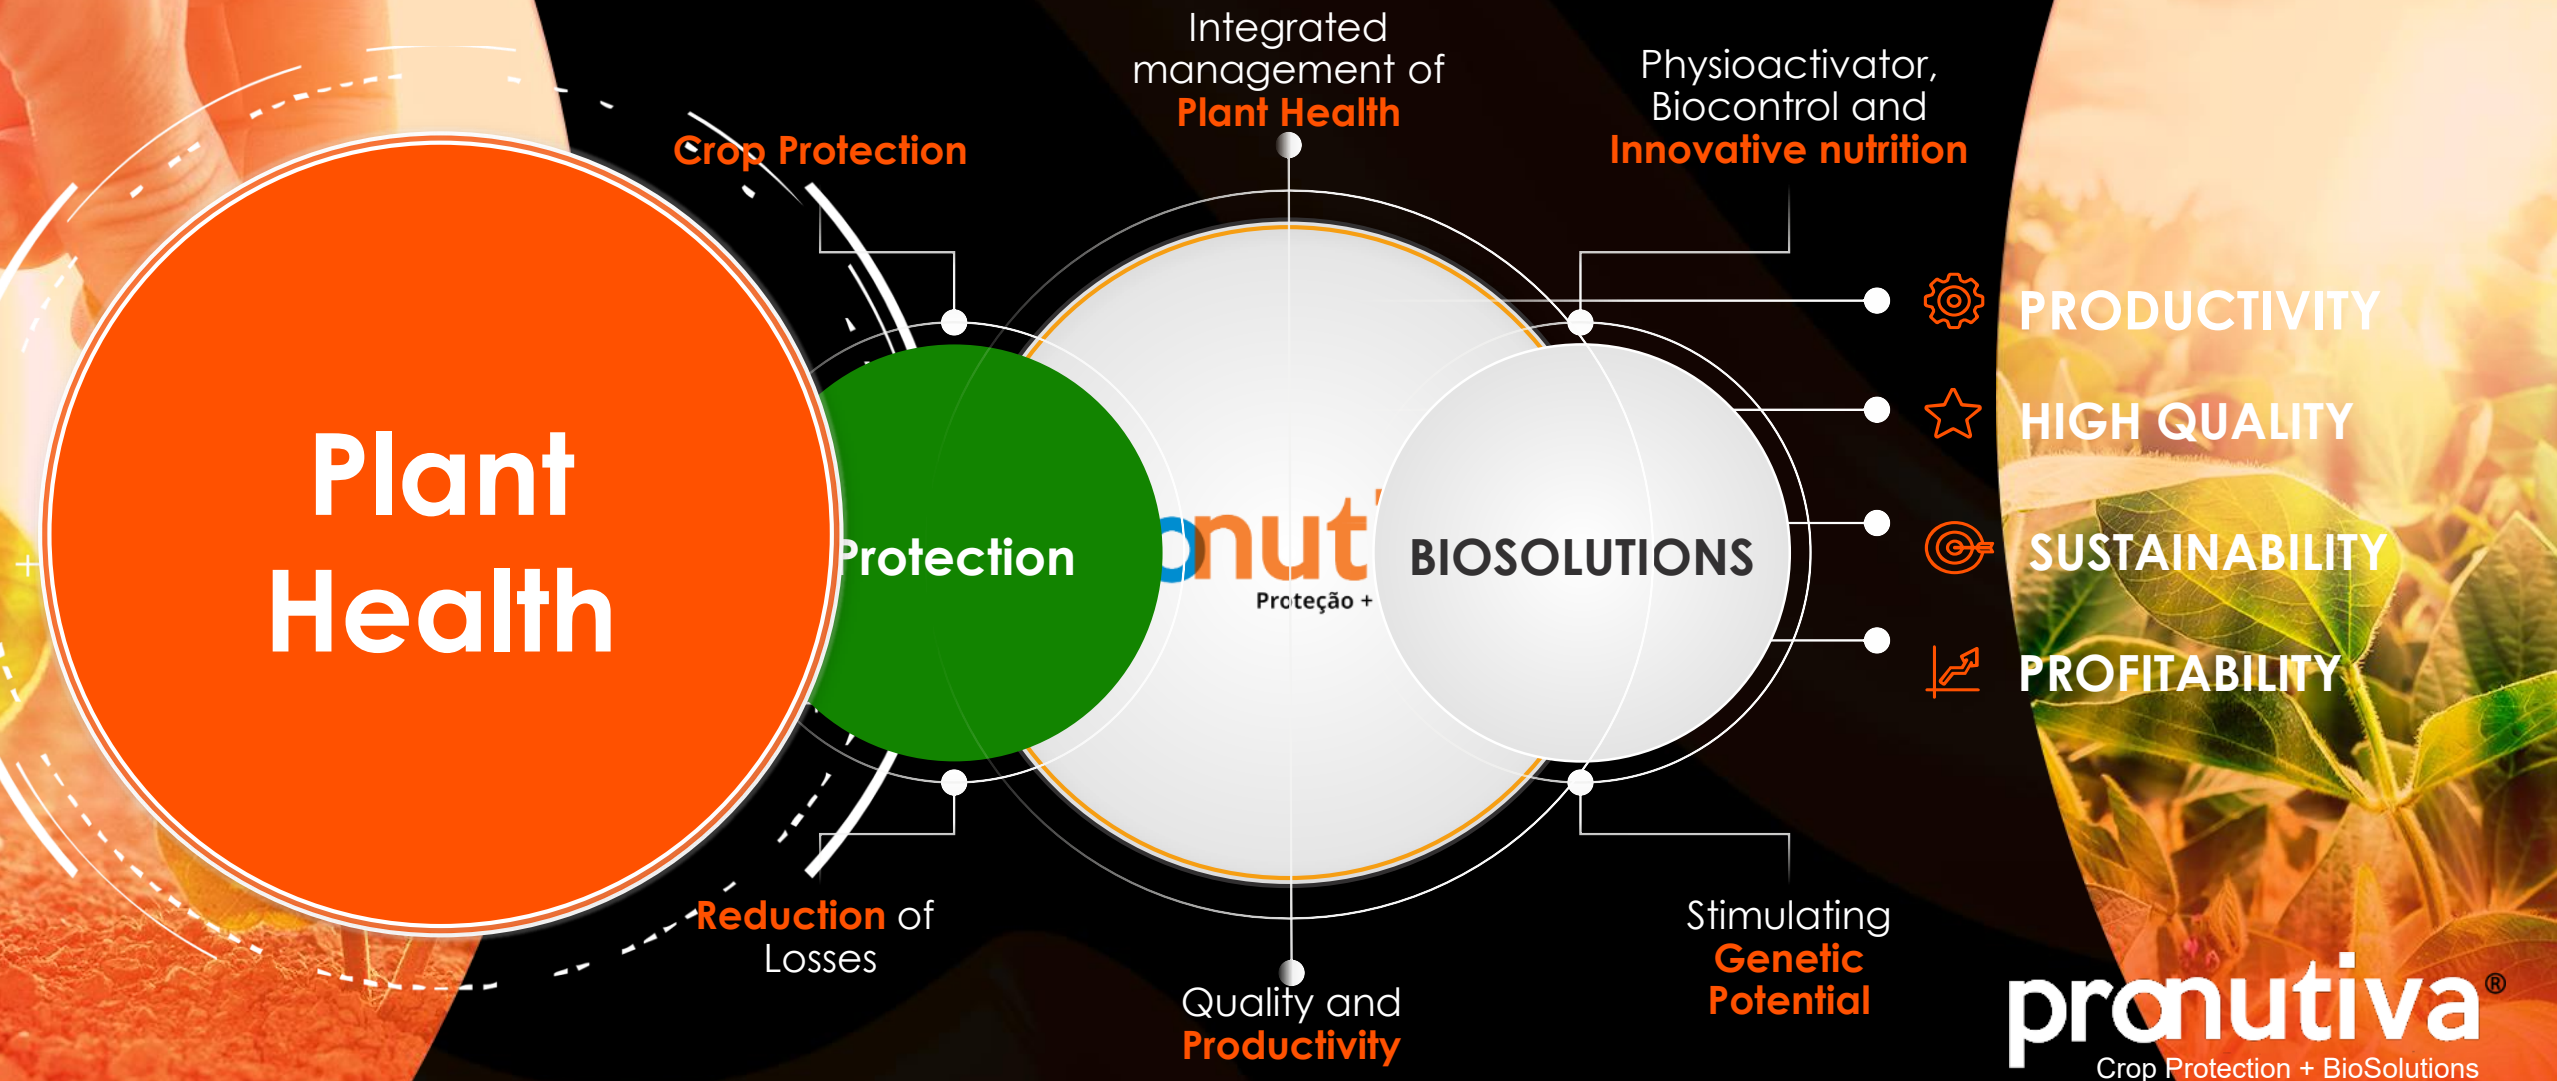 Integrated
management of
Plant Health
Physioactivator,
Biocontrol and
Innovative nutrition
Crop Protection
PRODUCTIVITY
HIGH QUALITY
SUSTAINABILITY
PROFITABILITY
Plant
Health
Protection
onut
Proteção +
BIOSOLUTIONS
Reduction of
Losses
Quality and
Productivity
Stimulating
Genetic
Potential
pronutiva®
Crop Protection + BioSolutions